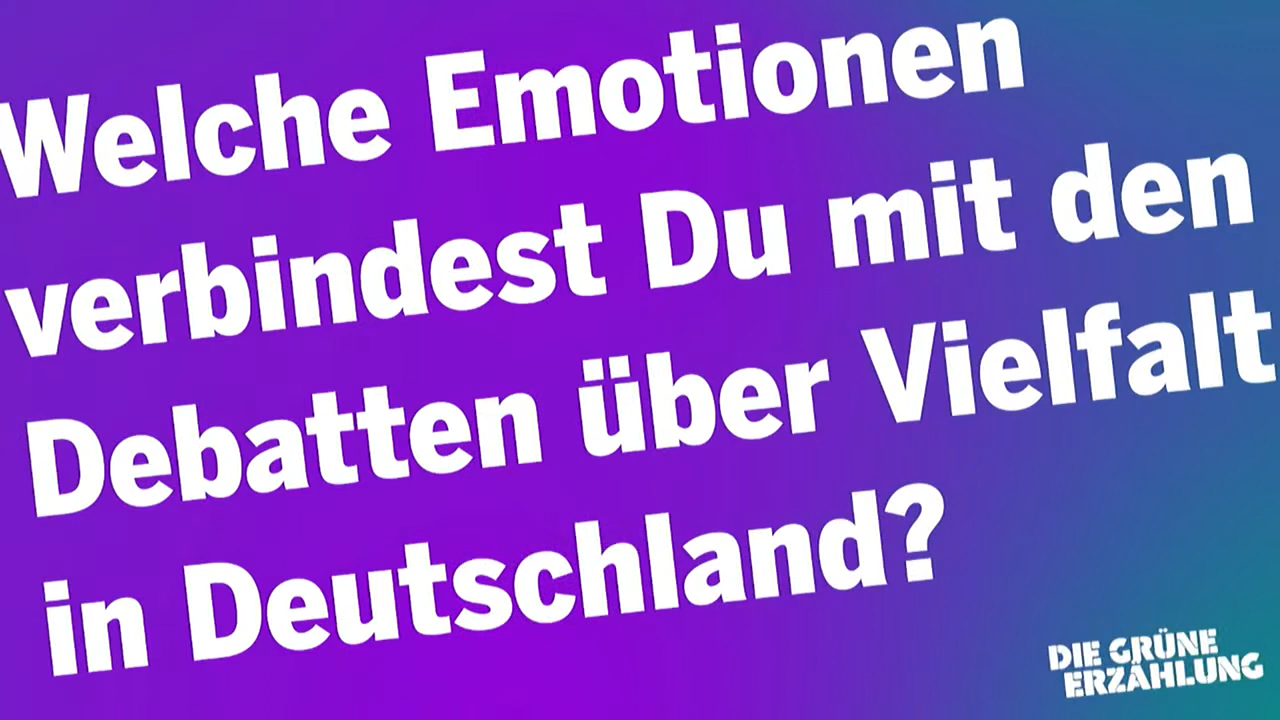 Welche Emotionen
verbindest Du mit den
Debatten über Vielfalt
in Deutschland?
DIE GRÜNE
ERZÄHLUNG